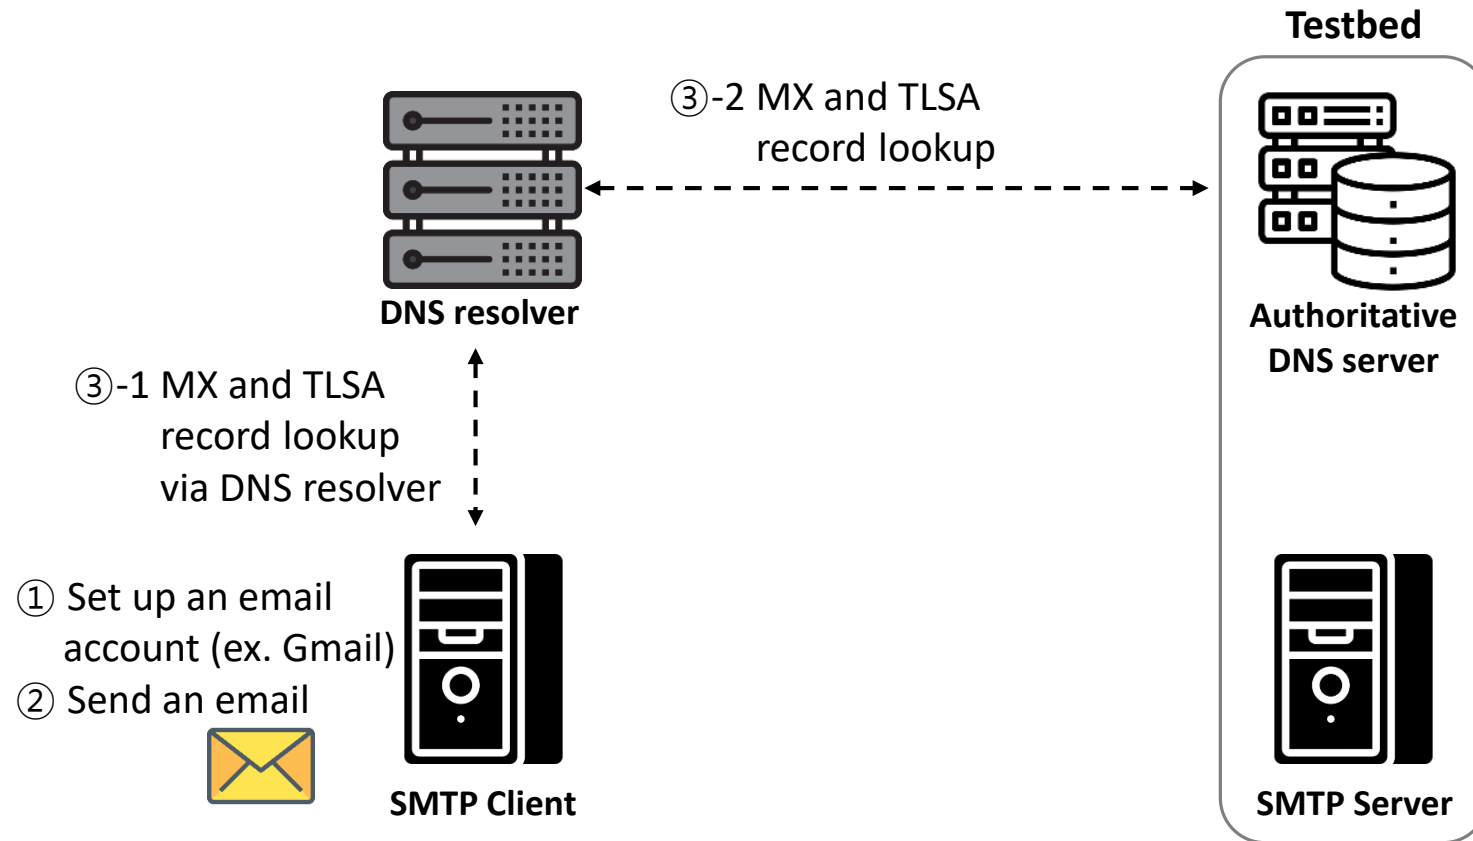 Testbed
③-2 MX and TLSA
record lookup
DNS resolver
Authoritative
DNS server
③-1 MX and TLSA
record lookup
via DNS resolver
① Set up an email
account (ex. Gmail)
② Send an email
SMTP Client
SMTP Server